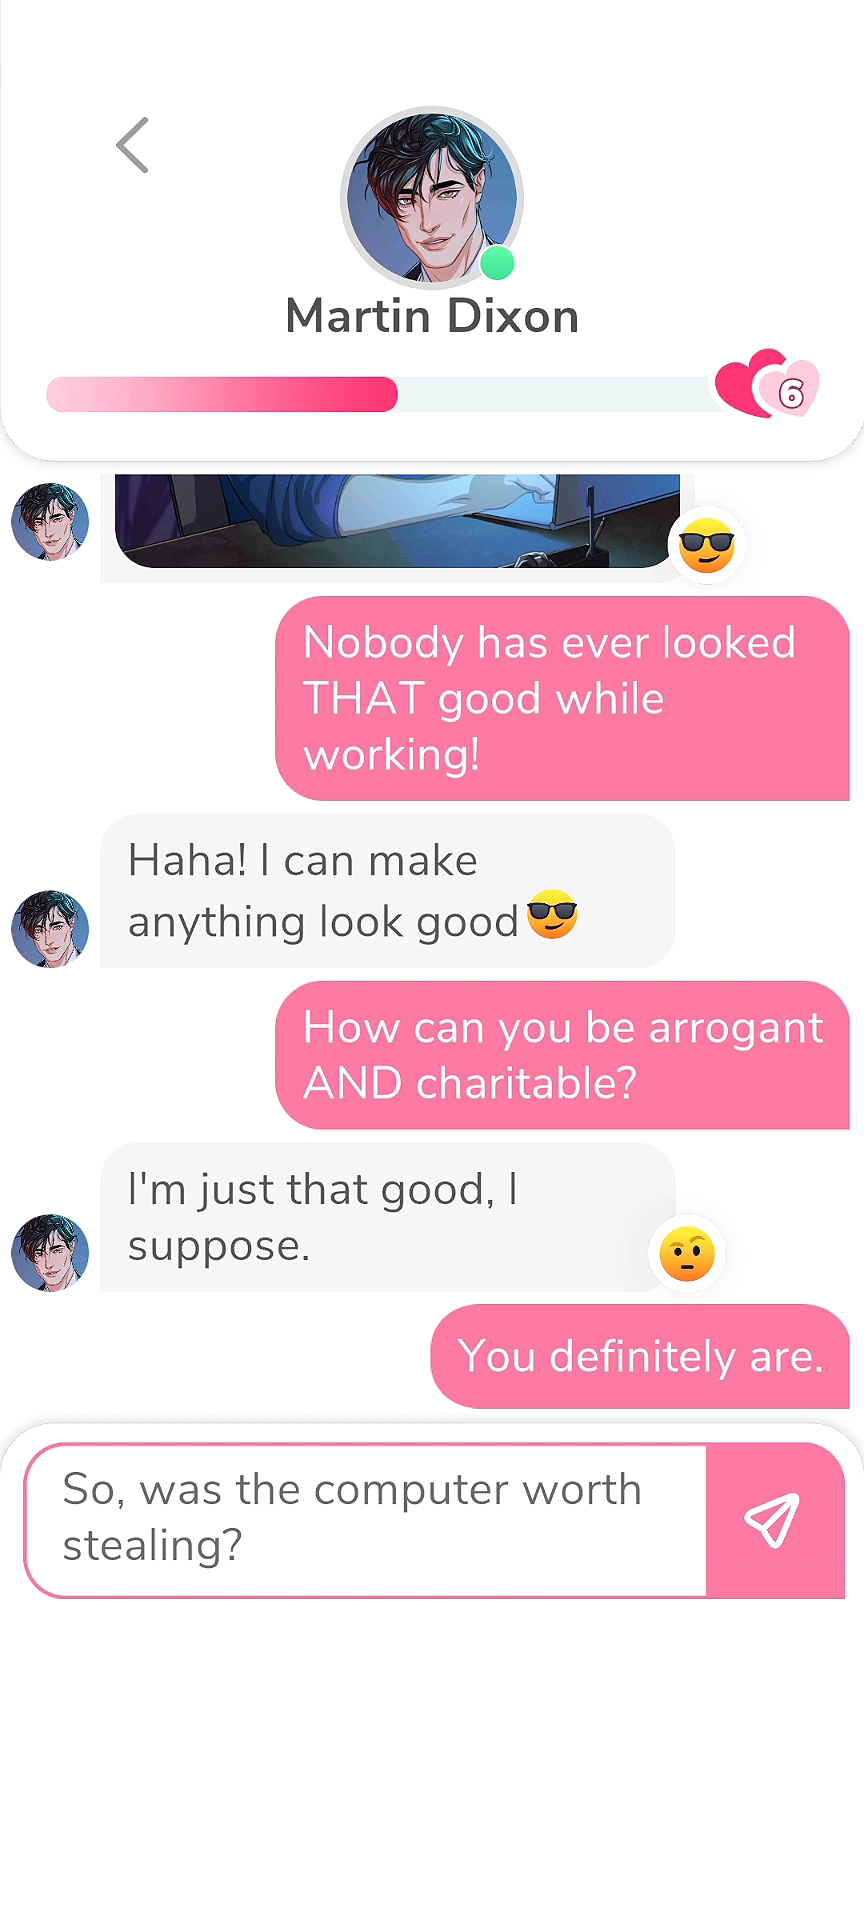 Martin Dixon
6
Nobody has ever looked
THAT good while
working!
Haha! I can make
anything look good😎
How can you be arrogant
AND charitable?
I'm just that good, I
suppose.
You definitely are.
So, was the computer worth
stealing?